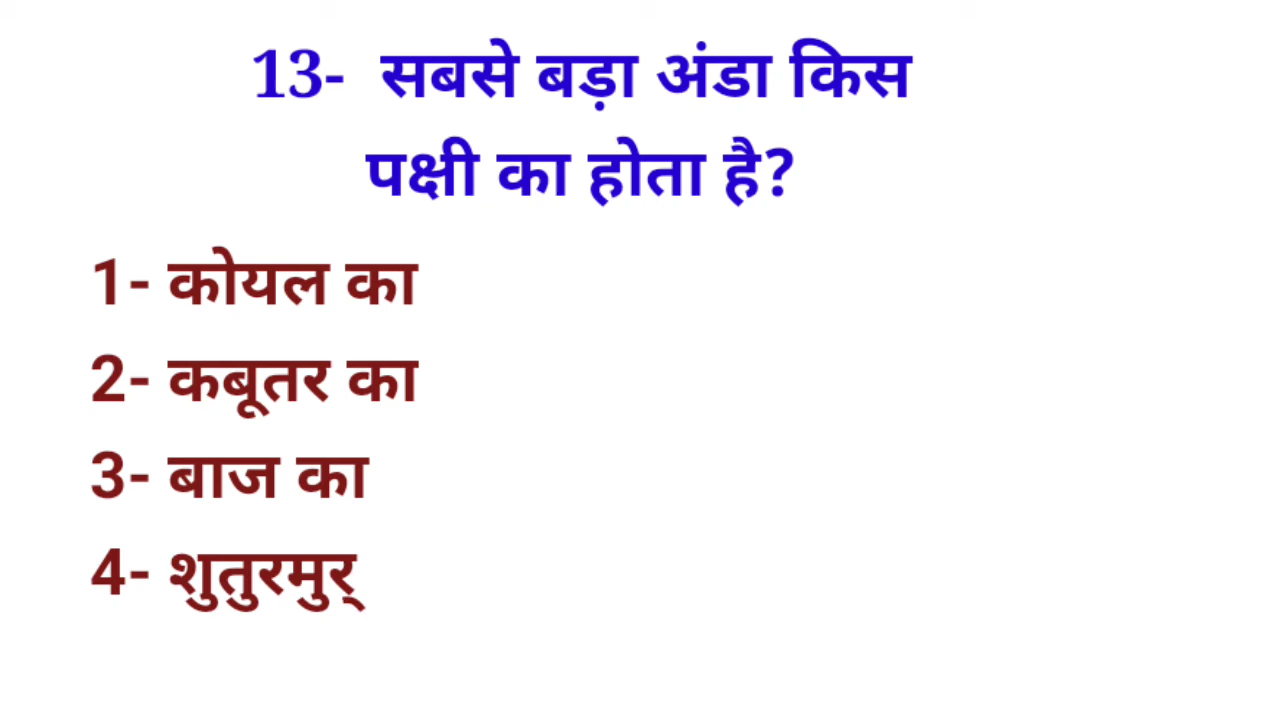 13- सबसे बड़ा अंडा किस
पक्षी का होता है?
1- कोयल का
2- कबूतर का
3- बाज का
4- शुतुरमुर्